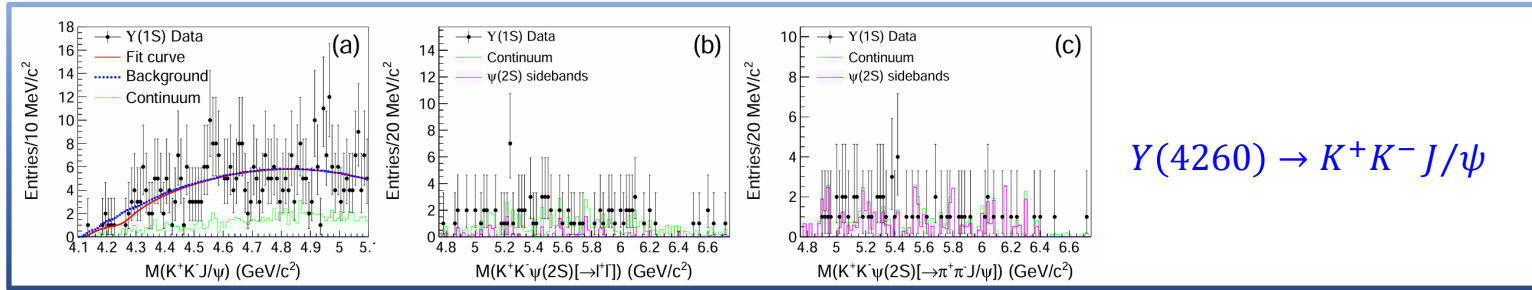 (a)
Υ(1S) Data
Fit curve
Background
Continuum
Entries/10 MeV/c²
18
16
14
12
10
8
6
4
2
0
4.1 4.2 4.3 4.4 4.5 4.6 4.7 4.8 4.9 5 5.1
M(K⁺K⁻J/ψ) (GeV/c²)
(b)
Υ(1S) Data
Continuum
ψ(2S) sidebands
Entries/20 MeV/c²
14
12
10
8
6
4
2
0
4.8 5 5.2 5.4 5.6 5.8 6 6.2 6.4 6.6
M(K⁺K⁻ψ(2S)[→l⁺l⁻]) (GeV/c²)
(c)
Υ(1S) Data
Continuum
ψ(2S) sidebands
Entries/20 MeV/c²
10
8
6
4
2
0
4.8 5 5.2 5.4 5.6 5.8 6 6.2 6.4 6.6
M(K⁺K⁻ψ(2S)[→π⁺π⁻J/ψ]) (GeV/c²)
Y(4260) → K⁺K⁻ J/ψ